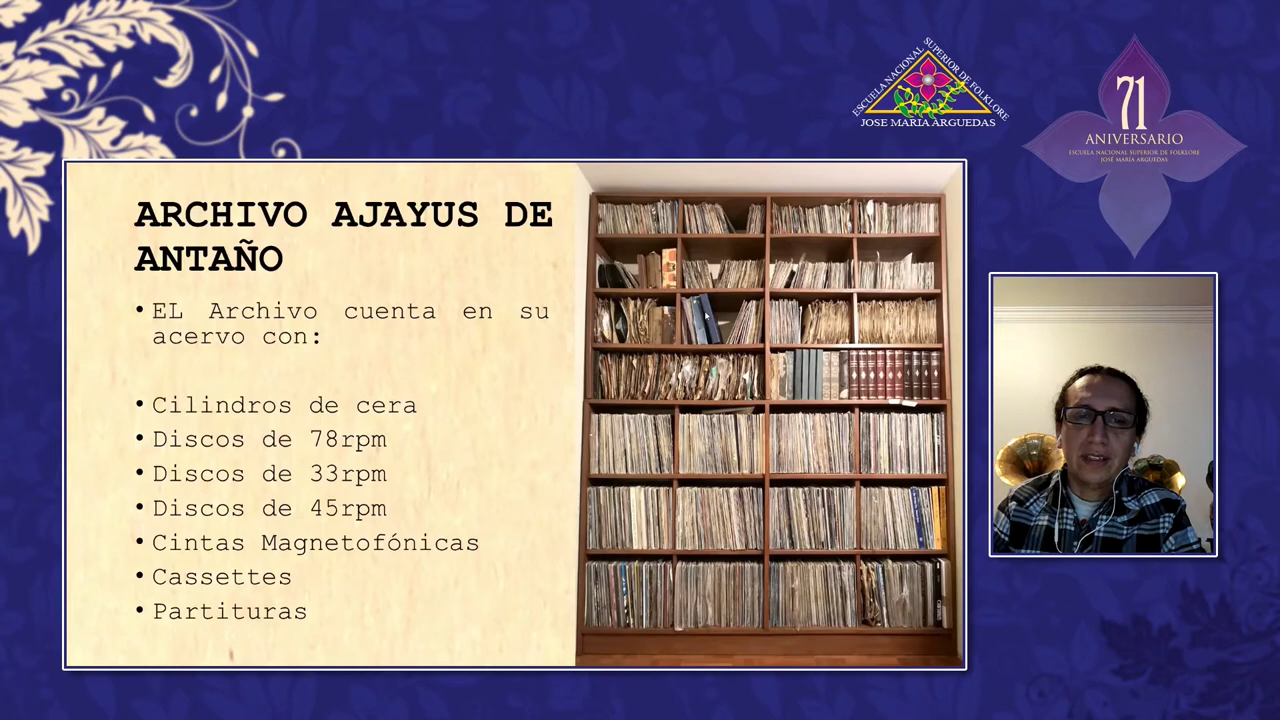 ESCUELA NACIONAL SUPERIOR DE FOLKLORE
JOSE MARIA ARGUEDAS
71
ANIVERSARIO
ESCUELA NACIONAL SUPERIOR DE FOLKLORE
JOSÉ MARÍA ARGUEDAS
ARCHIVO AJAYUS DE
ANTAÑO
• EL Archivo cuenta en su
acervo con:
• Cilindros de cera
• Discos de 78rpm
• Discos de 33rpm
• Discos de 45rpm
• Cintas Magnetofónicas
• Cassettes
• Partituras